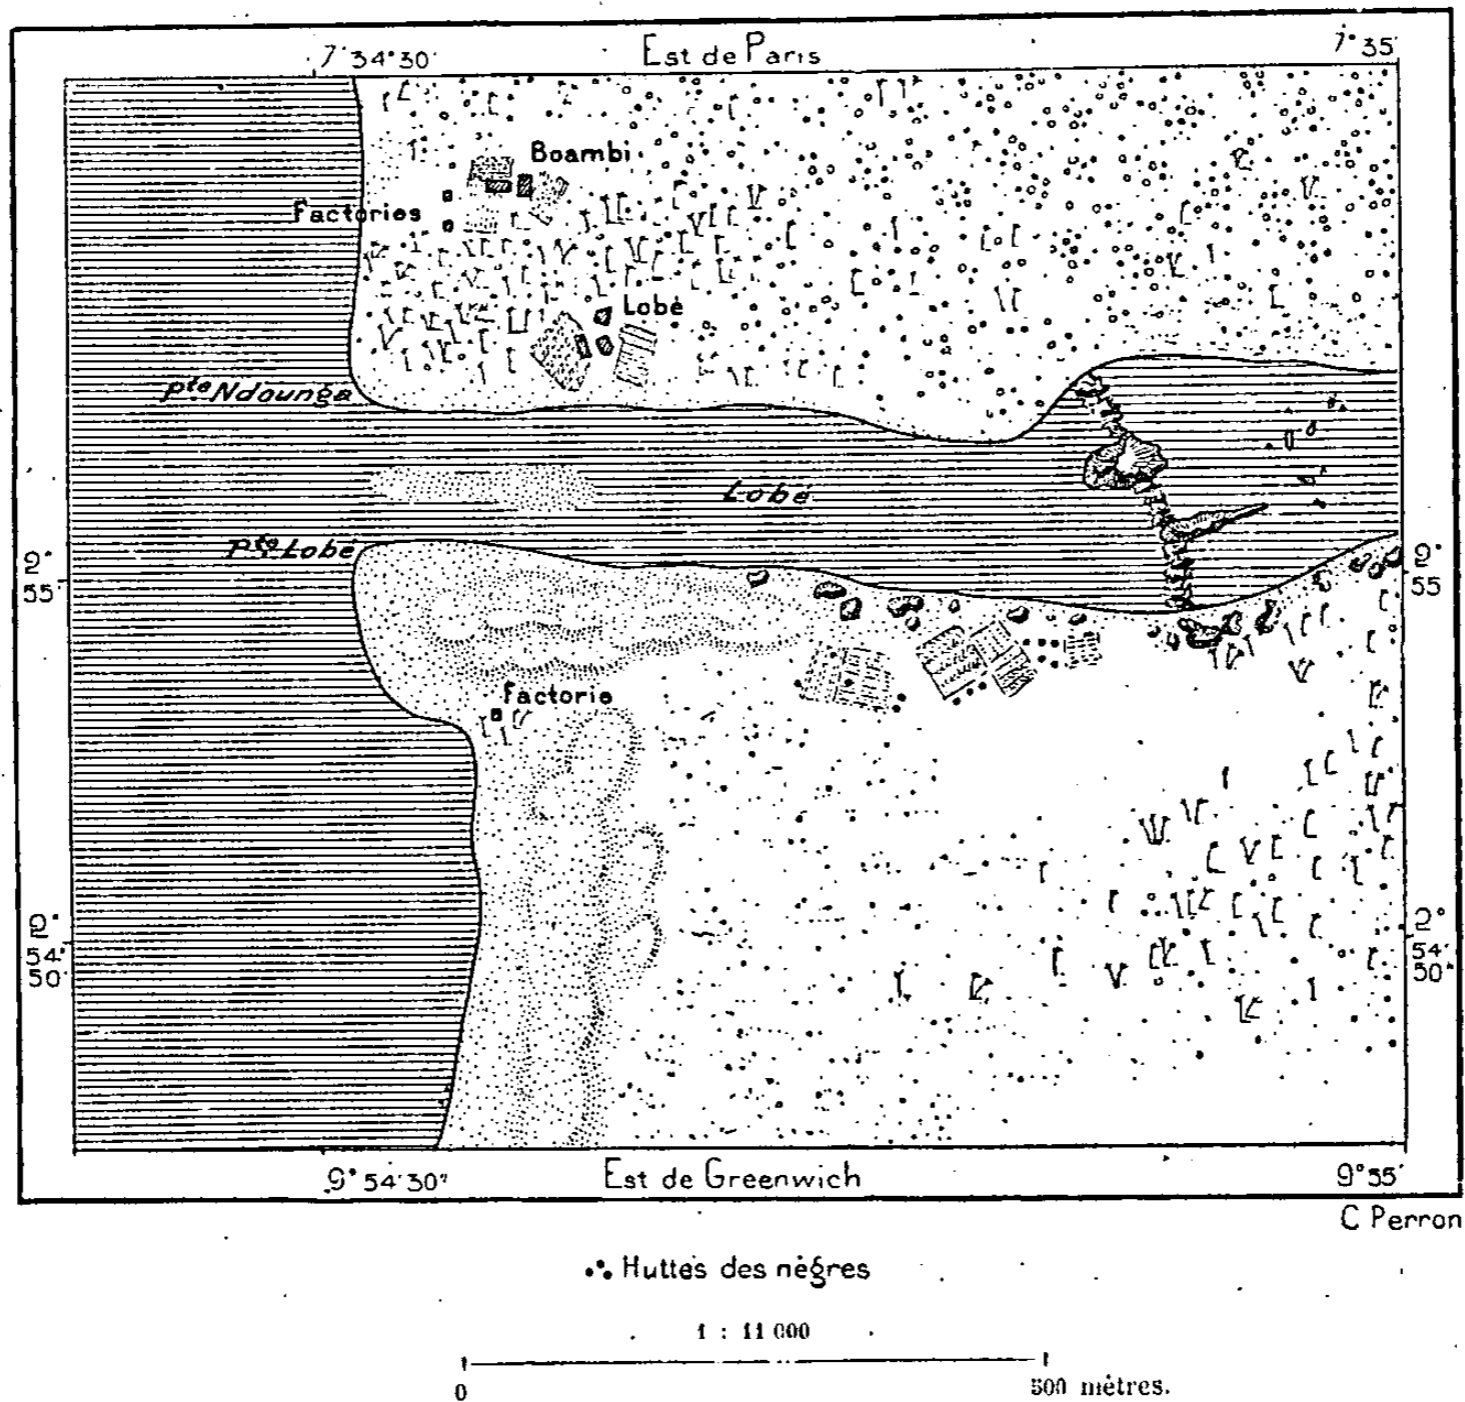 7°34'30" Est de Paris 7°35'
Boambi
Factories
Lobé
Pte Ndounga
Lobé
Pte Lobé
2°
55'
2°
55'
Factorie
2°
54'
50"
2°
54'
50"
9°54'30" Est de Greenwich 9°55'
C Perron
Huttes des nègres
1 : 11 000
0 500 mètres.